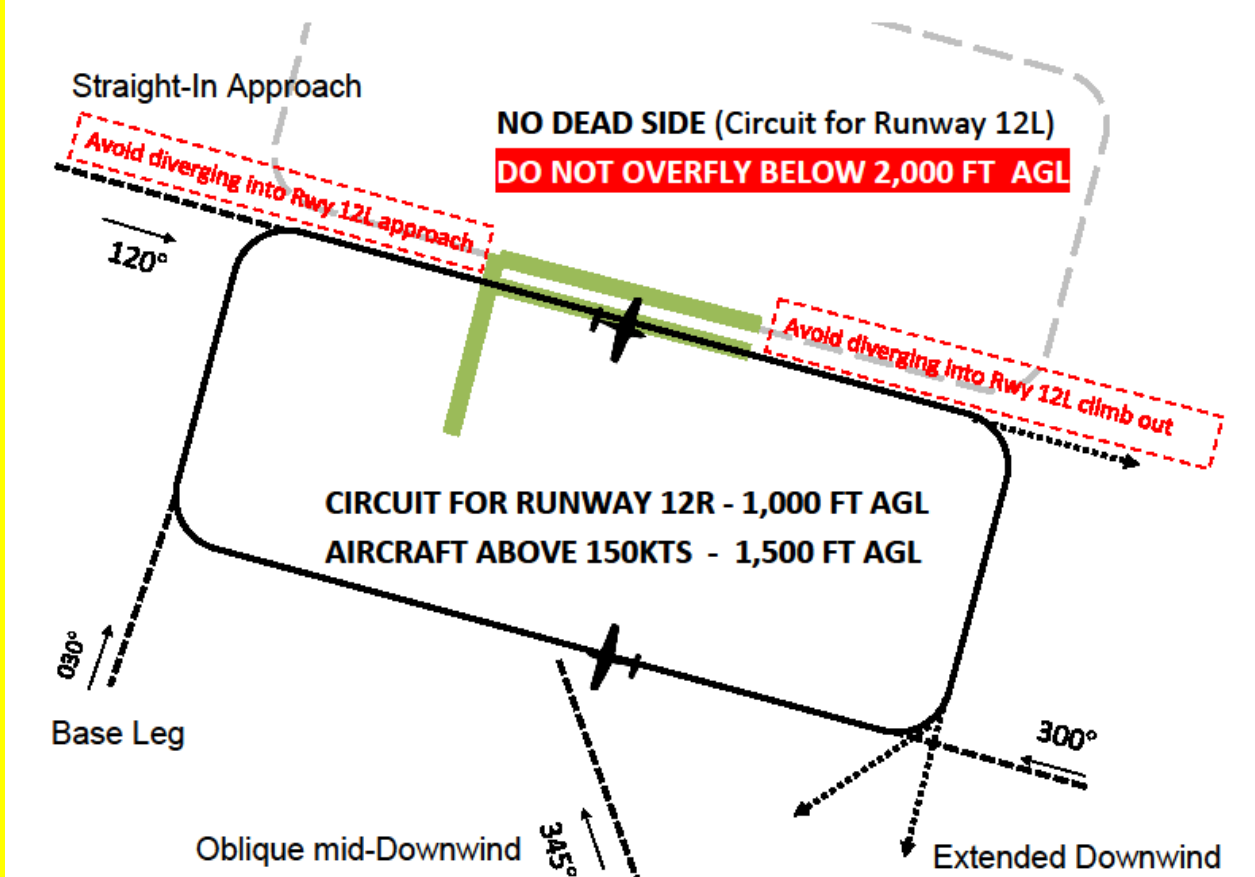 Straight-In Approach
NO DEAD SIDE (Circuit for Runway 12L)
DO NOT OVERFLY BELOW 2,000 FT AGL
Avoid diverging into Rwy 12L approach
120°
Avoid diverging into Rwy 12L climb out
CIRCUIT FOR RUNWAY 12R - 1,000 FT AGL
AIRCRAFT ABOVE 150KTS - 1,500 FT AGL
030°
Base Leg
300°
Oblique mid-Downwind
345°
Extended Downwind